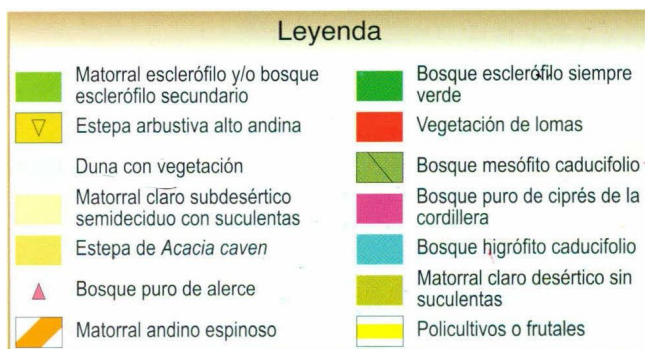 Leyenda
Matorral esclerófilo y/o bosque
esclerófilo secundario
Estepa arbustiva alto andina
Duna con vegetación
Matorral claro subdesértico
semideciduo con suculentas
Estepa de Acacia caven
Bosque puro de alerce
Matorral andino espinoso
Bosque esclerófilo siempre
verde
Vegetación de lomas
Bosque mesófito caducifolio
Bosque puro de ciprés de la
cordillera
Bosque higrófito caducifolio
Matorral claro desértico sin
suculentas
Policultivos o frutales